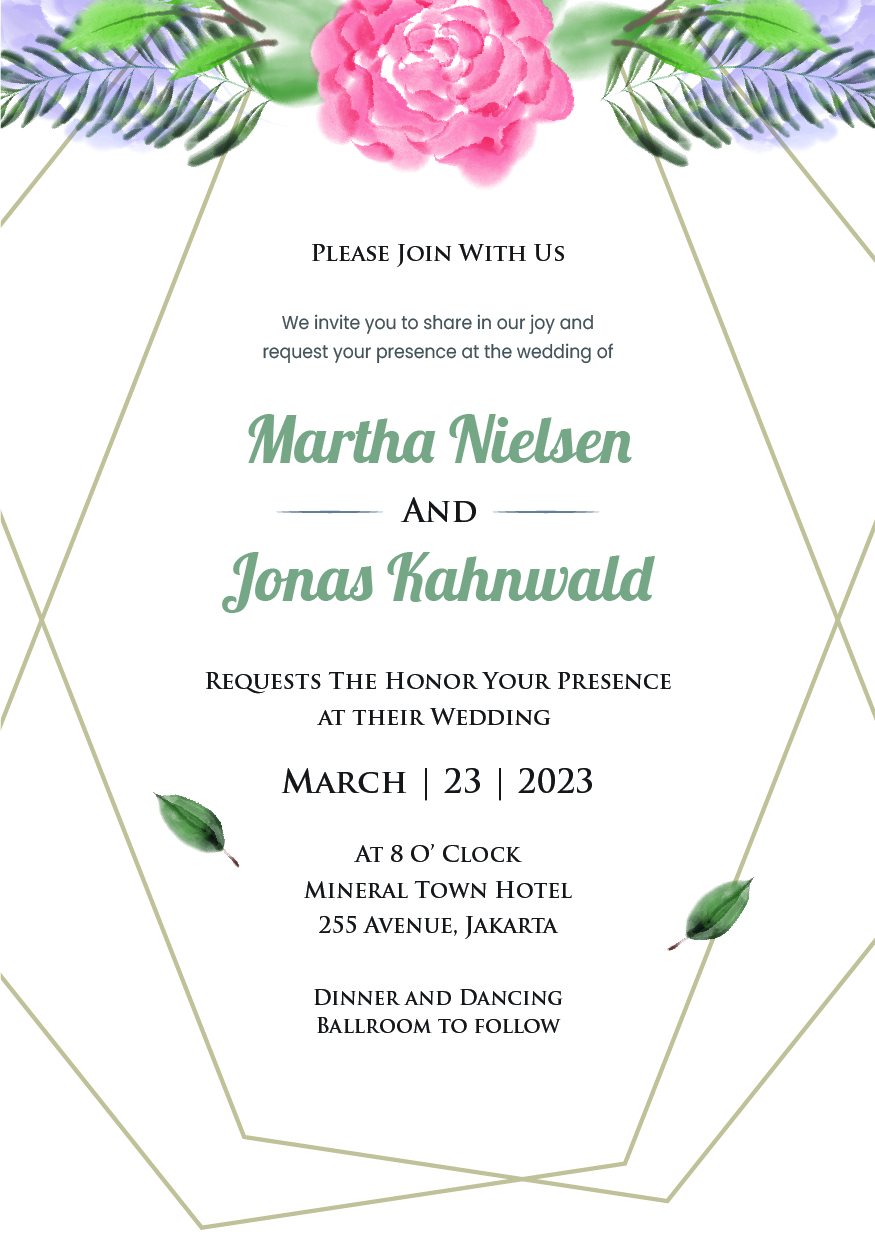 Please Join With Us
We invite you to share in our joy and
request your presence at the wedding of
Martha Nielsen
And
Jonas Kahnwald
Requests The Honor Your Presence
at their Wedding
March | 23 | 2023
At 8 O’ Clock
Mineral Town Hotel
255 Avenue, Jakarta
Dinner and Dancing
Ballroom to follow